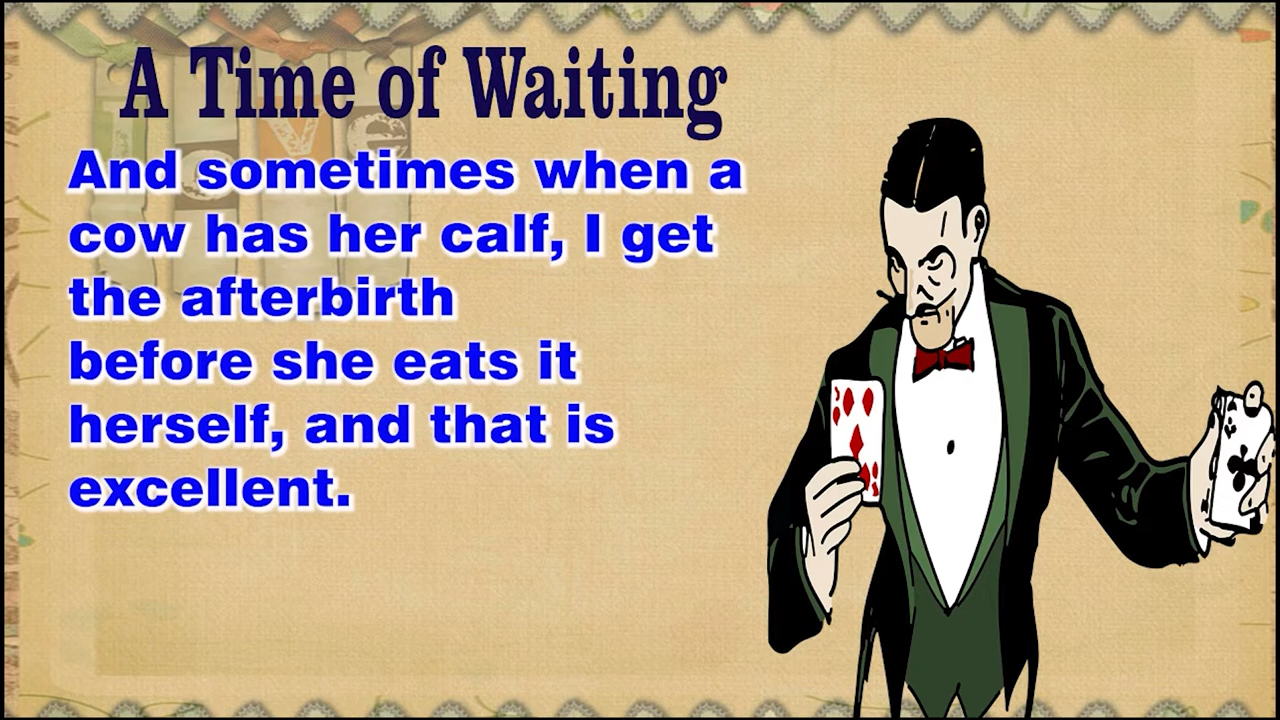 A Time of Waiting
And sometimes when a
cow has her calf, I get
the afterbirth
before she eats it
herself, and that is
excellent.